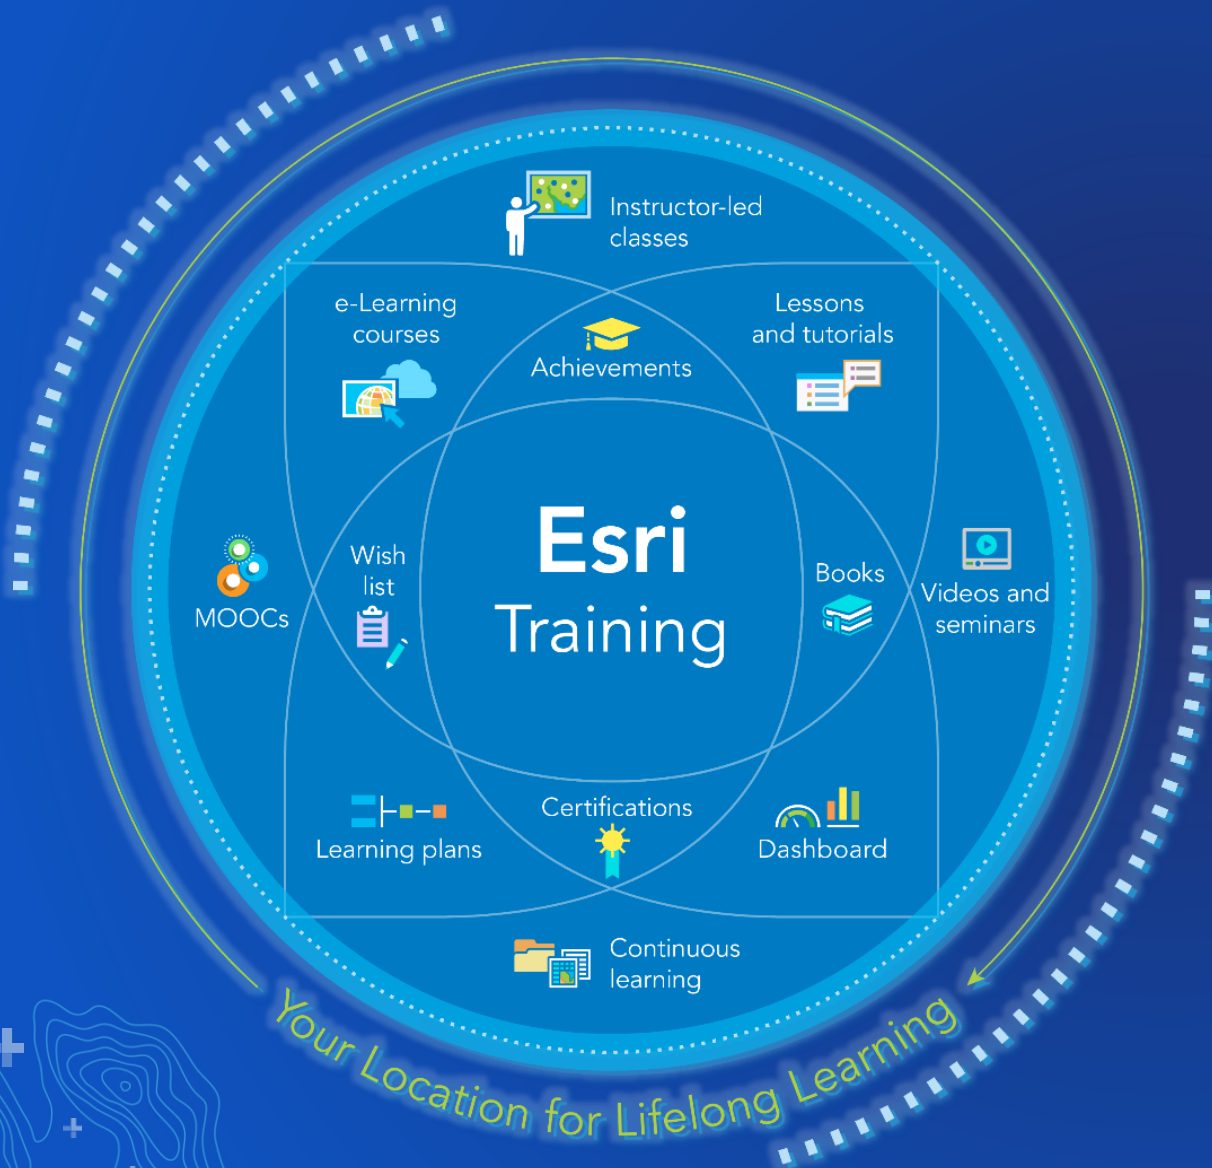 Instructor-led
classes
e-Learning
courses
Achievements
Lessons
and tutorials
MOOCs
Wish
list
Esri
Training
Books
Videos and
seminars
Learning plans
Certifications
Dashboard
Continuous
learning
Your Location for Lifelong Learning